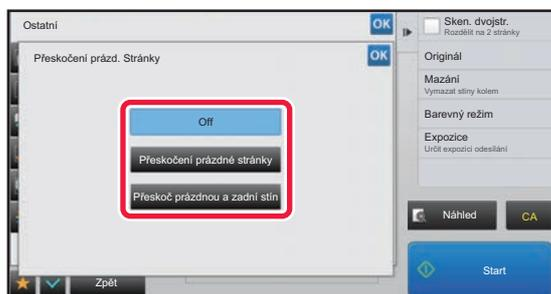 Ostatní
OK
Přeskočení prázd. Stránky
OK
Off
Přeskočení prázdné stránky
Přeskoč prázdnou a zadní stín
Zpět
Sken. dvojstr.
Rozdělit na 2 stránky
Originál
Mazání
Vymazat stíny kolem
Barevný režim
Expozice
Určit expozici odesílání
Náhled
CA
Start